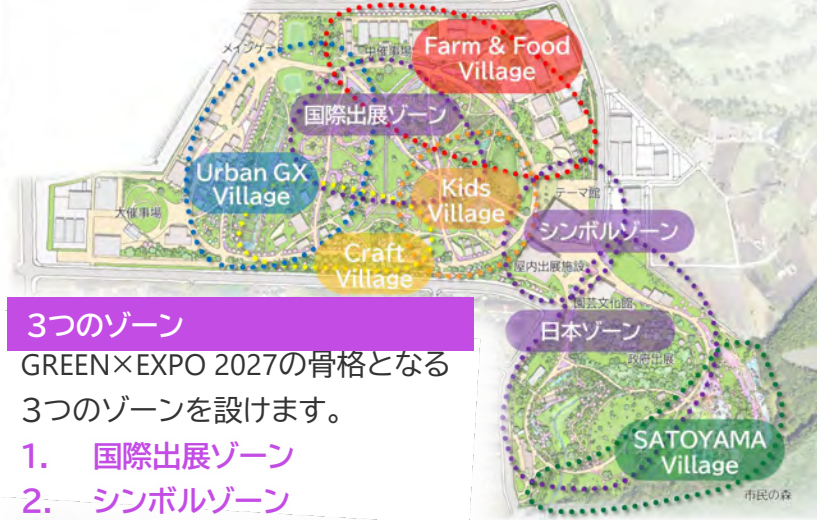 メインゲート
中催事場
Farm & Food
Village
国際出展ゾーン
Urban GX
Village
Kids
Village
テーマ館
大催事場
シンボルゾーン
Craft
Village
屋内出展施設
園芸文化館
日本ゾーン
政府出展
SATOYAMA
Village
市民の森
3つのゾーン
GREEN×EXPO 2027の骨格となる
3つのゾーンを設けます。
1. 国際出展ゾーン
2. シンボルゾーン